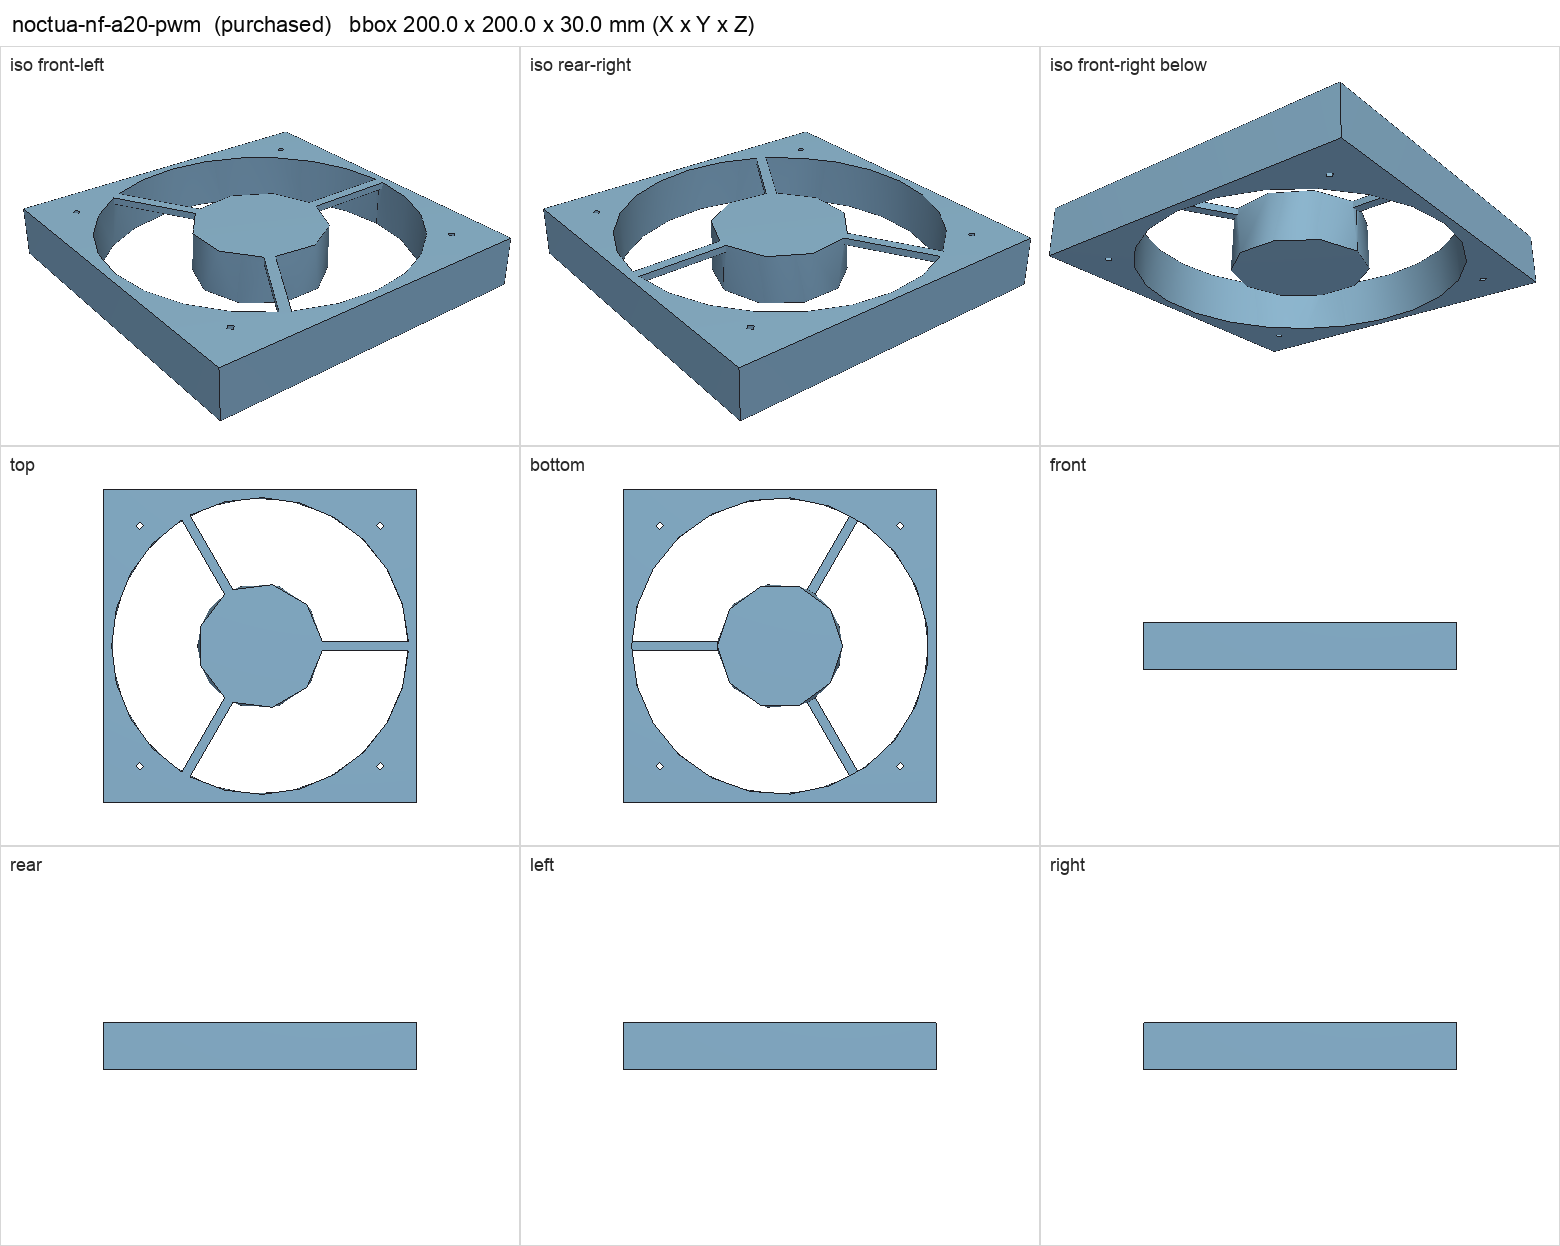 noctua-nf-a20-pwm (purchased) bbox 200.0 x 200.0 x 30.0 mm (X x Y x Z)
iso front-left
iso rear-right
iso front-right below
top
bottom
front
rear
left
right